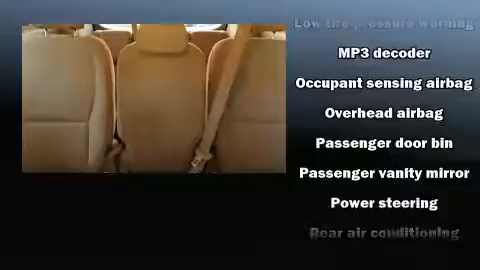 Low tire pressure warning
MP3 decoder
Occupant sensing airbag
Overhead airbag
Passenger door bin
Passenger vanity mirror
Power steering
Rear air conditioning